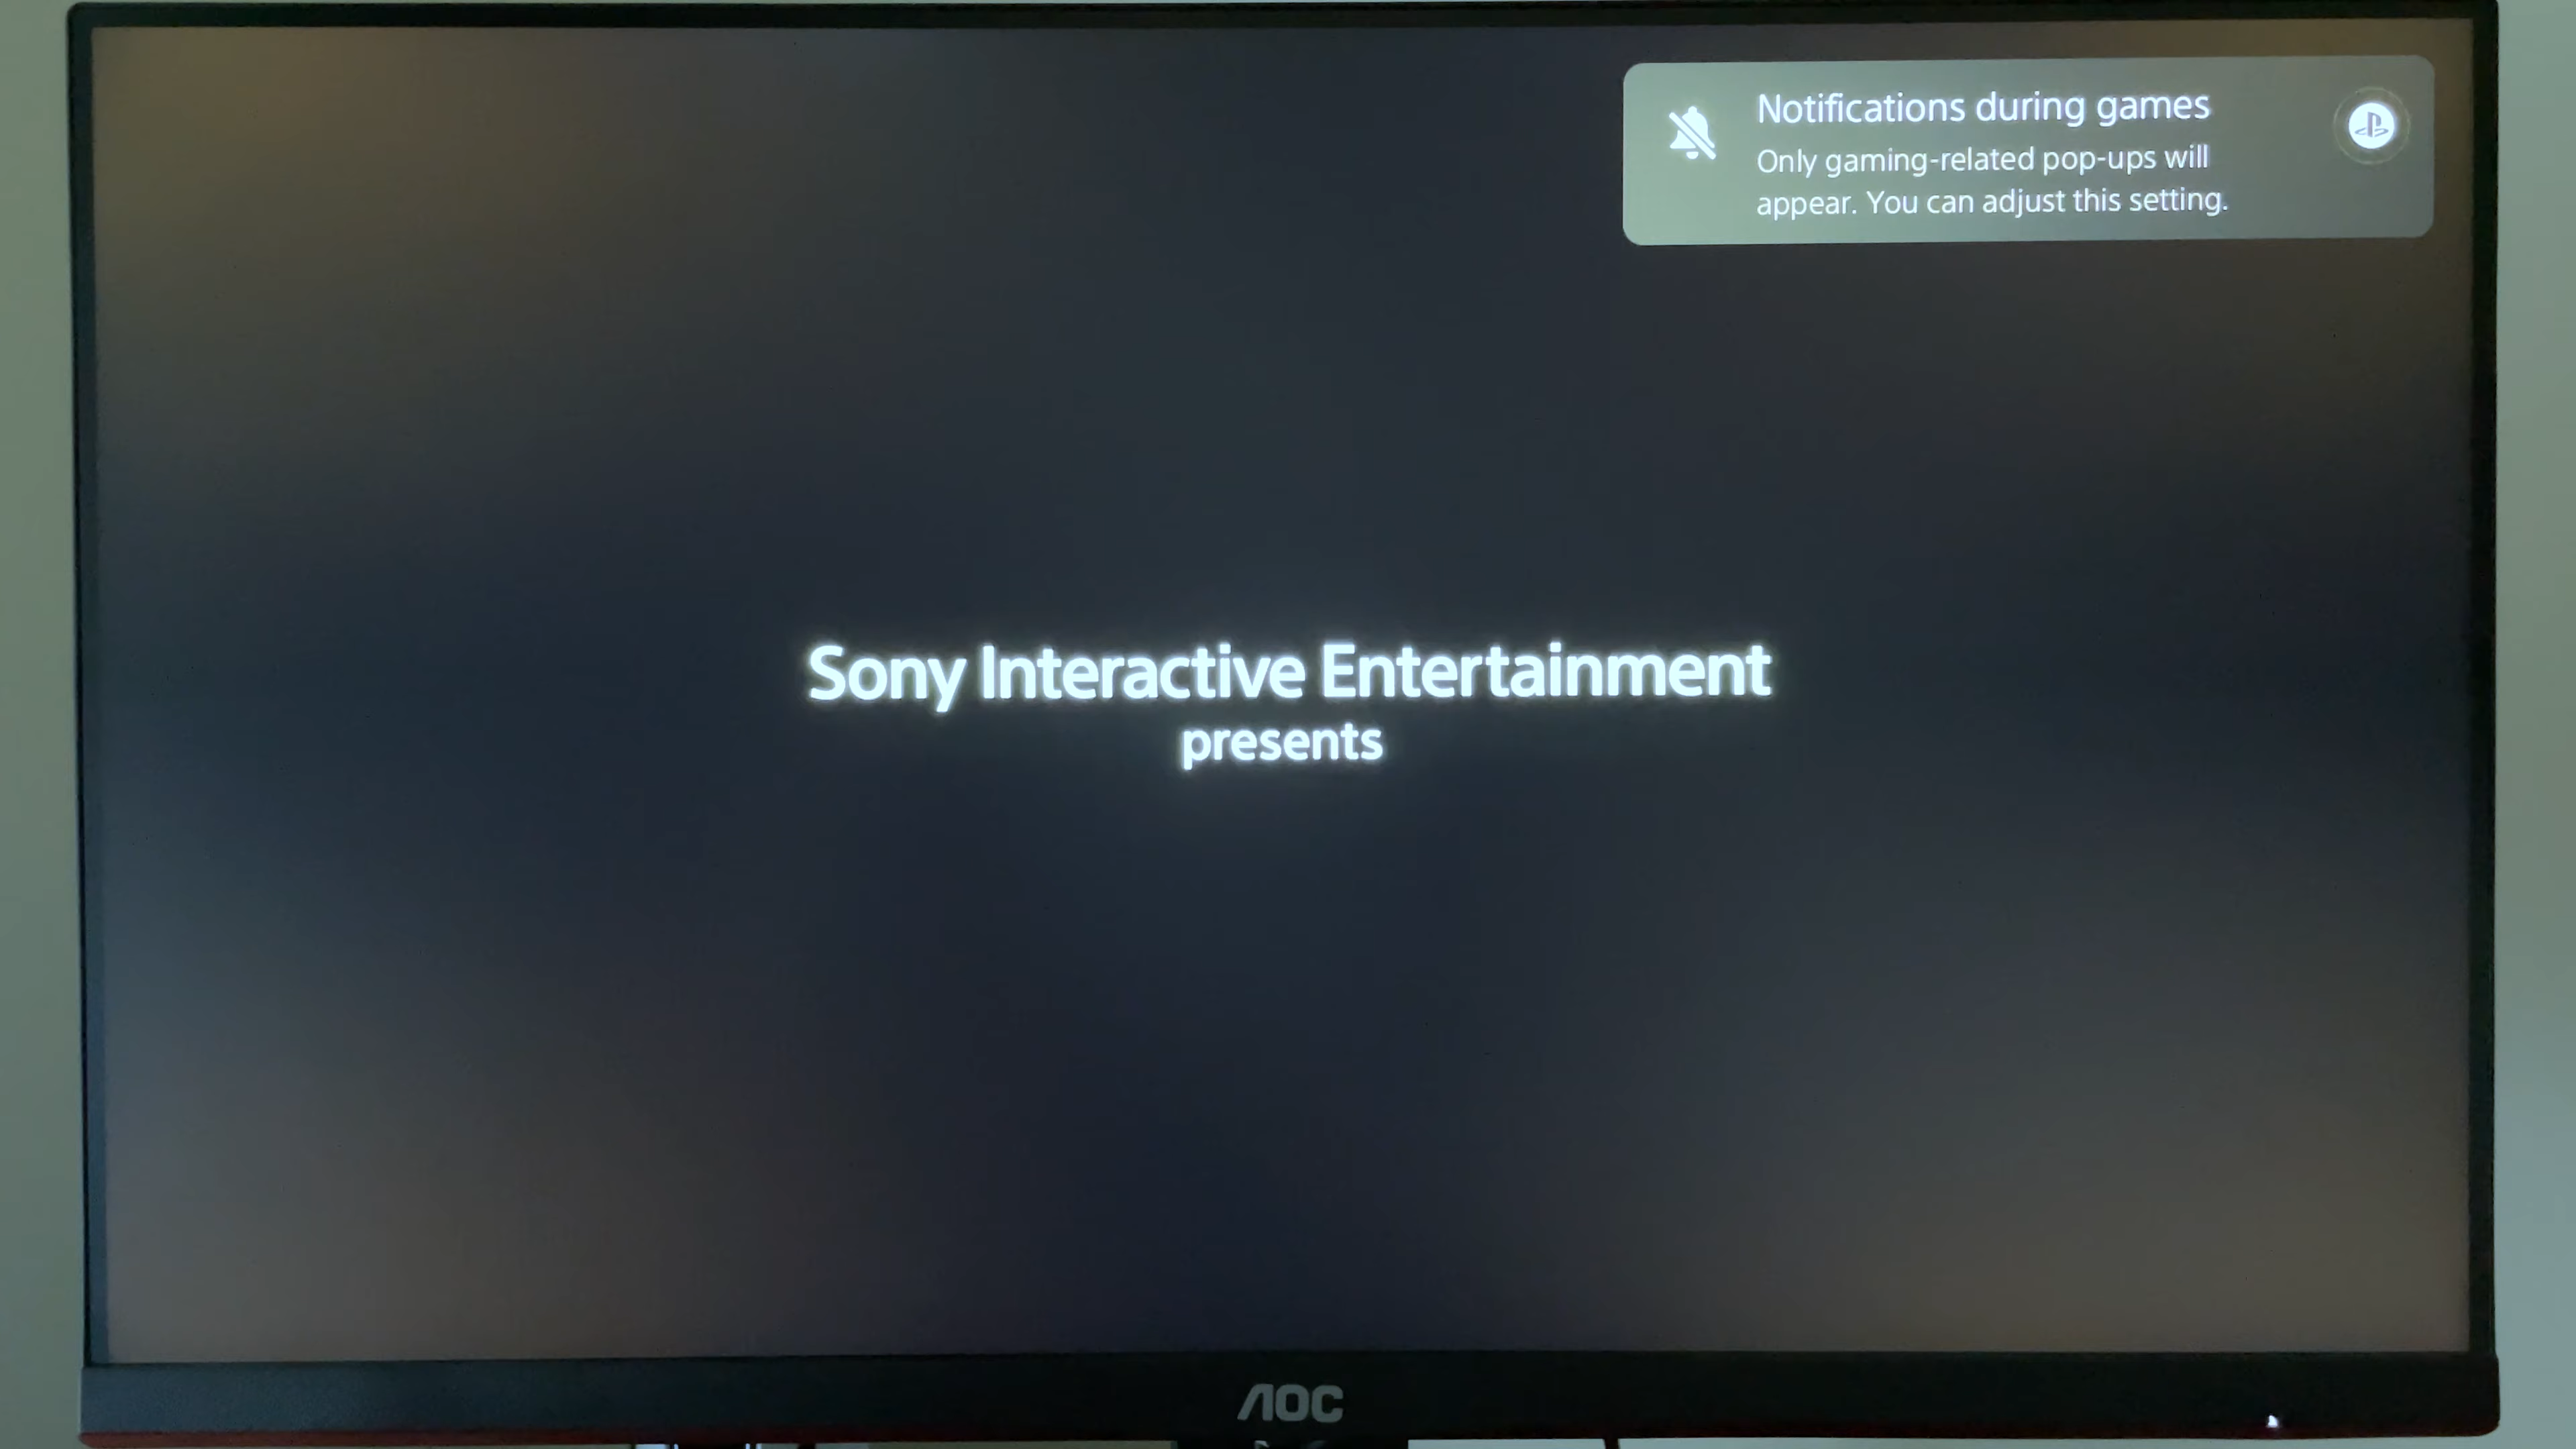 Notifications during games
Only gaming-related pop-ups will
appear. You can adjust this setting.
Sony Interactive Entertainment
presents
AOC